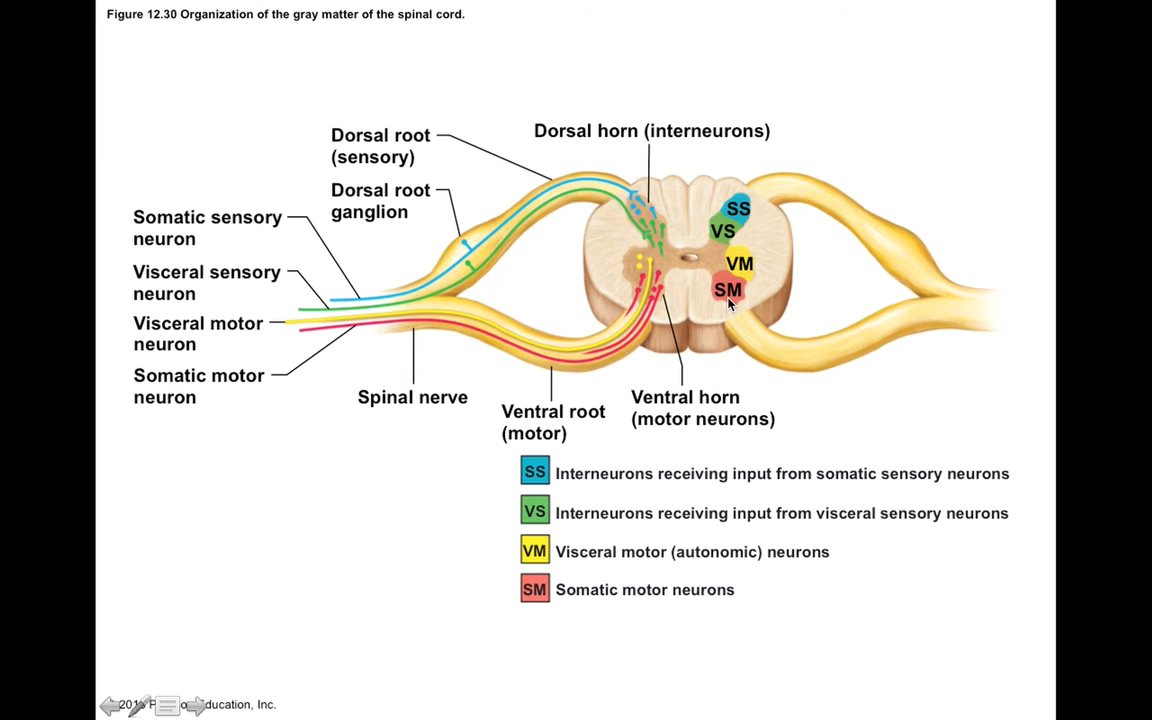 Figure 12.30 Organization of the gray matter of the spinal cord.
Dorsal root
(sensory)
Dorsal horn (interneurons)
Dorsal root
ganglion
Somatic sensory
neuron
Visceral sensory
neuron
Visceral motor
neuron
Somatic motor
neuron
SS
VS
VM
SM
Spinal nerve
Ventral root
(motor)
Ventral horn
(motor neurons)
SS Interneurons receiving input from somatic sensory neurons
VS Interneurons receiving input from visceral sensory neurons
VM Visceral motor (autonomic) neurons
SM Somatic motor neurons
Inc.